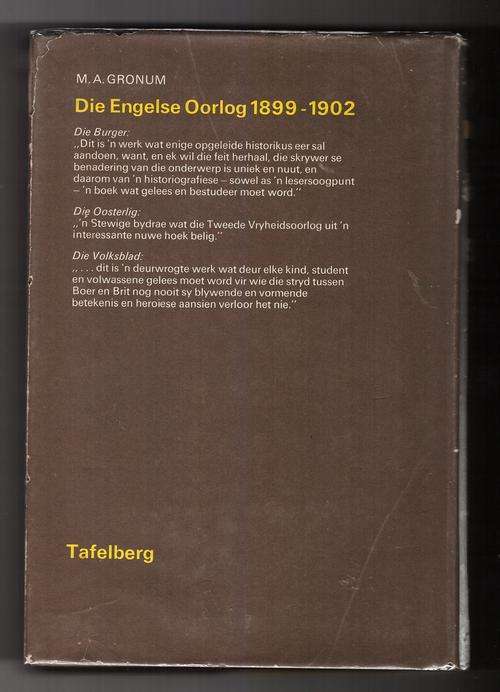 M. A. GRONUM
Die Engelse Oorlog 1899 - 1902
Die Burger:
„Dit is 'n werk wat enige opgeleide historikus eer sal
aandoen, want, en ek wil die feit herhaal, die skrywer se
benadering van die onderwerp is uniek en nuut, en
daarom van 'n historiografiese – sowel as 'n lesersoogpunt
– 'n boek wat gelees en bestudeer moet word.”
Die Oosterlig:
„'n Stewige bydrae wat die Tweede Vryheidsoorlog uit 'n
interessante nuwe hoek belig.”
Die Volksblad:
„. . . dit is 'n deurwrogte werk wat deur elke kind, student
en volwassene gelees moet word vir wie die stryd tussen
Boer en Brit nog nooit sy blywende en vormende
betekenis en heroïese aansien verloor het nie.”
Tafelberg